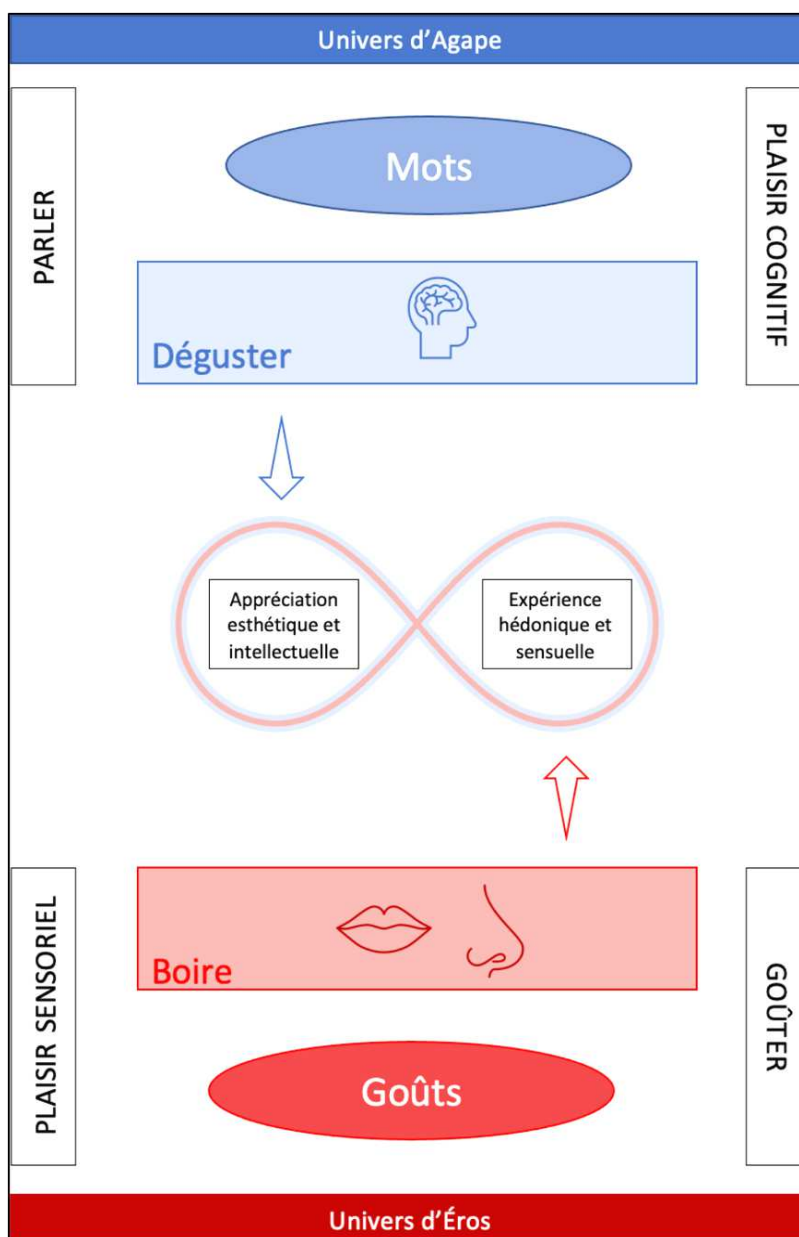 Univers d’Agape
PARLER
Mots
PLAISIR COGNITIF
Déguster
Appréciation
esthétique et
intellectuelle
Expérience
hédonique et
sensuelle
PLAISIR SENSORIEL
Boire
GOÛTER
Goûts
Univers d’Éros